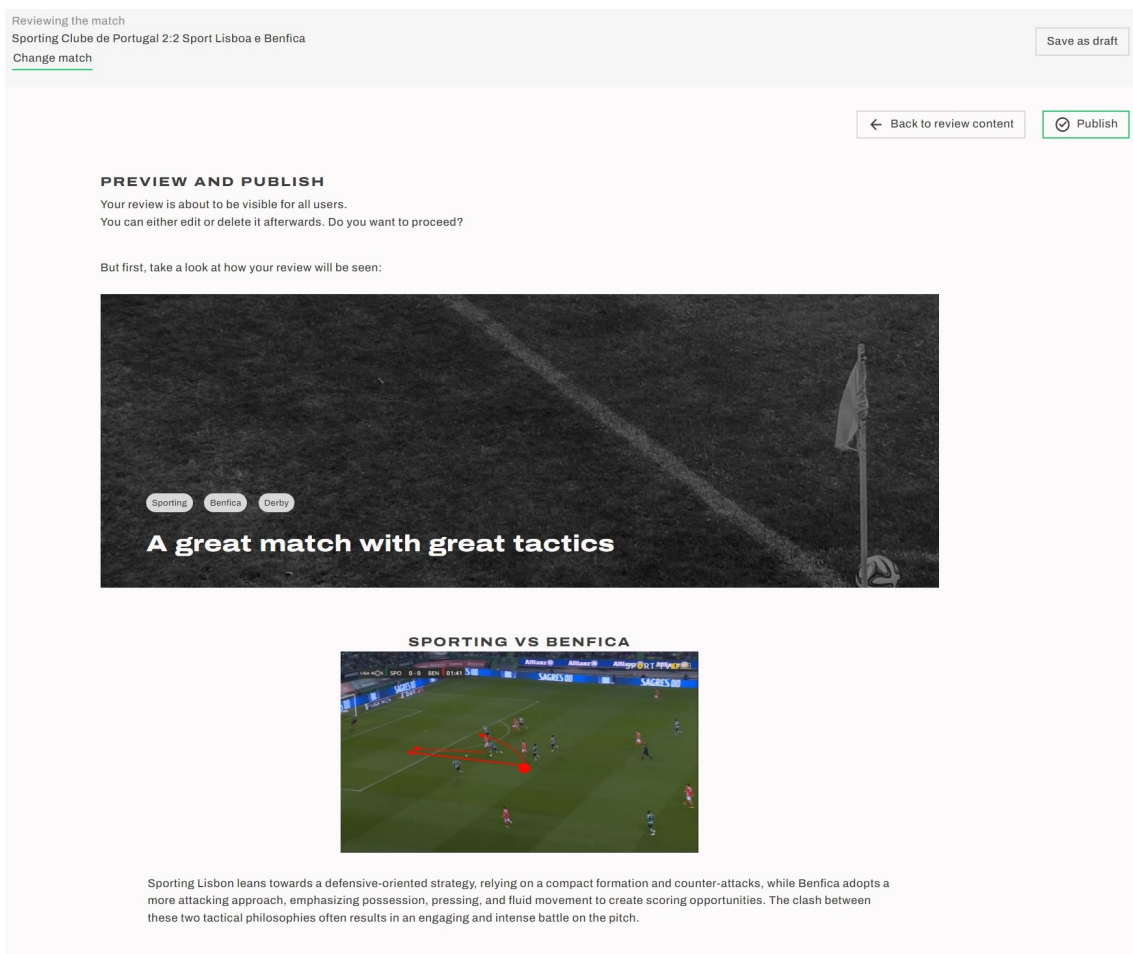 Reviewing the match
Sporting Clube de Portugal 2:2 Sport Lisboa e Benfica
Save as draft
Change match
Back to review content
Publish
PREVIEW AND PUBLISH
Your review is about to be visible for all users.
You can either edit or delete it afterwards. Do you want to proceed?
But first, take a look at how your review will be seen:
Sporting Benfica Derby
A great match with great tactics
SPORTING VS BENFICA
Allianz Allianz
LIGA NOS SPO 0-0 BEN 01:41
SAGRES SAGRES
SAGRES
Sporting Lisbon leans towards a defensive-oriented strategy, relying on a compact formation and counter-attacks, while Benfica adopts a
more attacking approach, emphasizing possession, pressing, and fluid movement to create scoring opportunities. The clash between
these two tactical philosophies often results in an engaging and intense battle on the pitch.